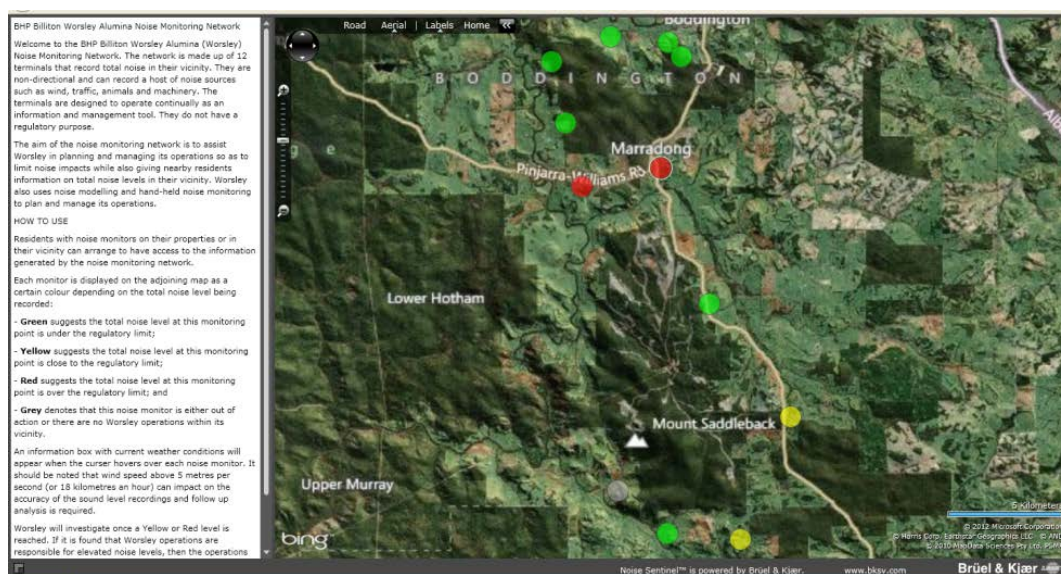 BHP Billiton Worsley Alumina Noise Monitoring Network
Welcome to the BHP Billiton Worsley Alumina (Worsley)
Noise Monitoring Network. The network is made up of 12
terminals that record total noise in their vicinity. They are
non-directional and can record a host of noise sources
such as wind, traffic, animals and machinery. The
terminals are designed to operate continually as an
information and management tool. They do not have a
regulatory purpose.
The aim of the noise monitoring network is to assist
Worsley in planning and managing its operations so as to
limit noise impacts while also giving nearby residents
information on total noise levels in their vicinity. Worsley
also uses noise modelling and hand-held noise monitoring
to plan and manage its operations.
HOW TO USE
Residents with noise monitors on their properties or in
their vicinity can arrange to have access to the information
generated by the noise monitoring network.
Each monitor is displayed on the adjoining map as a
certain colour depending on the total noise level being
recorded:
- Green suggests the total noise level at this monitoring
point is under the regulatory limit;
- Yellow suggests the total noise level at this monitoring
point is close to the regulatory limit;
- Red suggests the total noise level at this monitoring
point is over the regulatory limit; and
- Grey denotes that this noise monitor is either out of
action or there are no Worsley operations within its
vicinity.
An information box with current weather conditions will
appear when the curser hovers over each noise monitor. It
should be noted that wind speed above 5 metres per
second (or 18 kilometres an hour) can impact on the
accuracy of the sound level recordings and follow up
analysis is required.
Worsley will investigate once a Yellow or Red level is
reached. If it is found that Worsley operations are
responsible for elevated noise levels, then the operations
Road Aerial | Labels Home
Boddington
BODDINGTON
Marradong
Pinjarra-Williams Rd
Lower Hotham
Mount Saddleback
Upper Murray
5 Kilometers
bing
© 2012 Microsoft Corporation
© Harris Corp, Earthstar Geographics LLC © AND
© 2010 MapData Sciences Pty Ltd, PSMA
Noise Sentinel™ is powered by Brüel & Kjær. www.bksv.com Brüel & Kjær